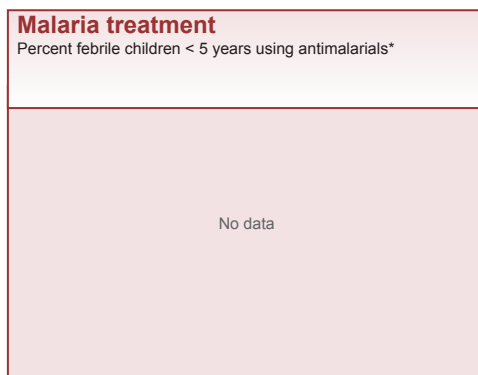 Malaria treatment
Percent febrile children < 5 years using antimalarials*
No data